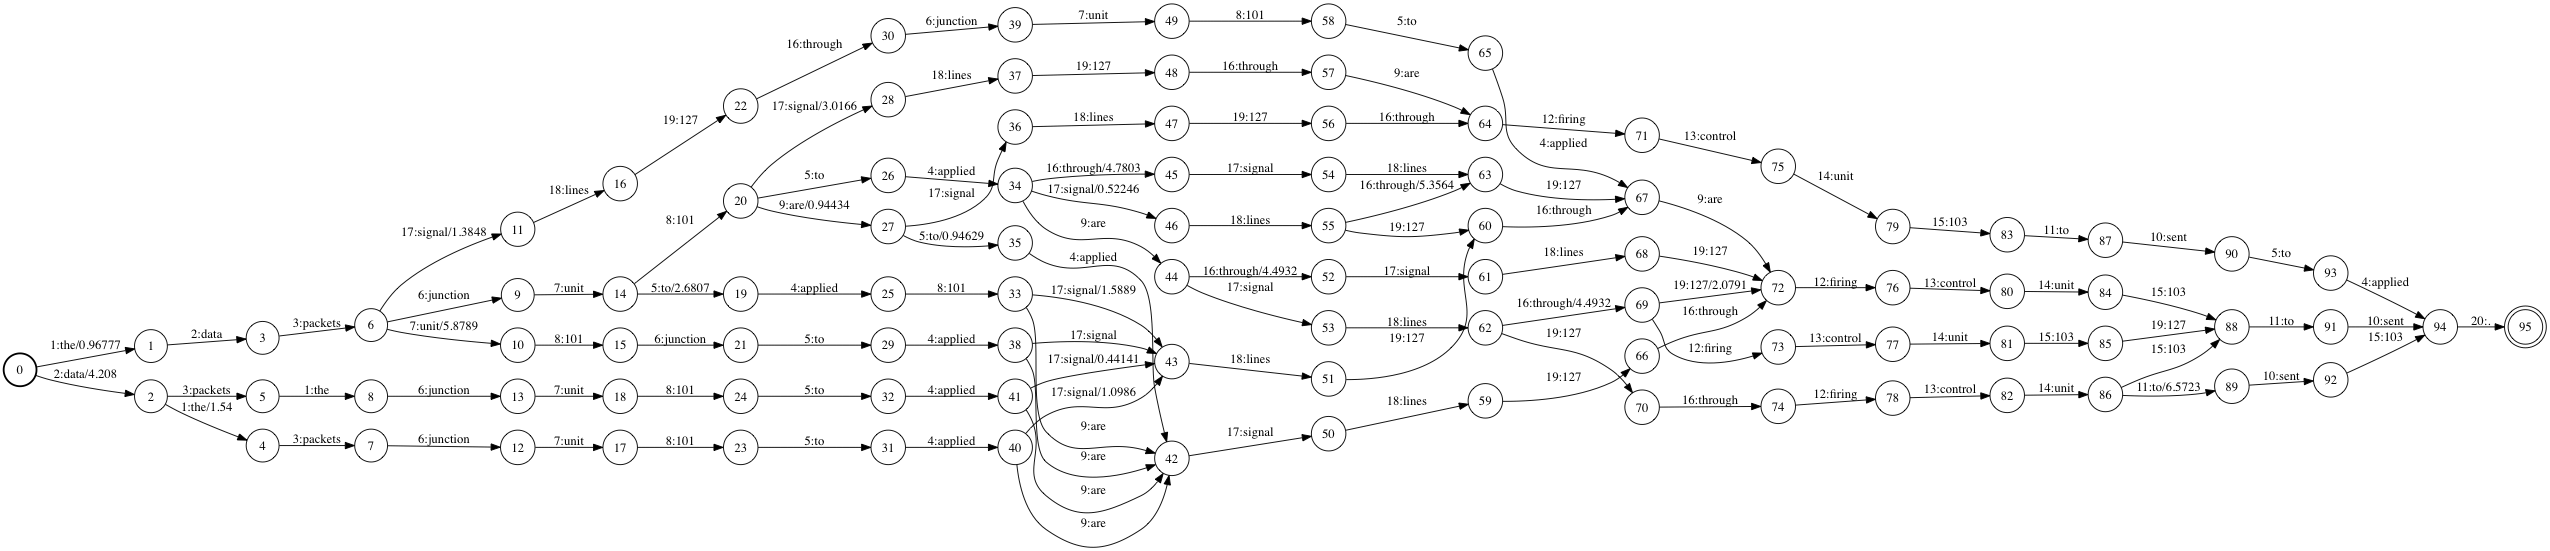 0 1:the/0.96777 1 2:data 3 3:packets 6
2:data/4.208 2 3:packets 5 1:the 8 6:junction 13 7:unit 18 8:101 24 5:to 32 4:applied 41 17:signal/0.44141 43
1:the/1.54 4 3:packets 7 6:junction 12 7:unit 17 8:101 23 5:to 31 4:applied 40 17:signal/1.0986
17:signal/1.3848 11 18:lines 16 19:127 22 16:through 30 6:junction 39 7:unit 49 8:101 58 5:to 65 4:applied
6:junction 9 7:unit 14 8:101 20 17:signal/3.0166 28 18:lines 37 19:127 48 16:through 57 9:are 64 12:firing 71 13:control 75 14:unit 79 15:103 83 11:to 87 10:sent 90 5:to 93 4:applied
17:signal 36 18:lines 47 19:127 56 16:through
5:to 26 4:applied 34 16:through/4.7803 45 17:signal 54 18:lines 63 19:127 67 9:are
9:are/0.94434 27 17:signal/0.52246 46 18:lines 55 16:through/5.3564 19:127 60 16:through
5:to/0.94629 35 4:applied 9:are 44 16:through/4.4932 52 17:signal 61 18:lines 68 19:127 72 12:firing 76 13:control 80 14:unit 84 15:103 88 11:to 91 10:sent 94 20:. 95
5:to/2.6807 19 4:applied 25 8:101 33 17:signal/1.5889 17:signal 53 18:lines 62 16:through/4.4932 69 19:127/2.0791
7:unit/5.8789 10 8:101 15 6:junction 21 5:to 29 4:applied 38 17:signal 18:lines 51 19:127 19:127 12:firing 73 13:control 77 14:unit 81 15:103 85 19:127
9:are
9:are
9:are
9:are
42 17:signal 50 18:lines 59 19:127 66 16:through
70 16:through 74 12:firing 78 13:control 82 14:unit 86 15:103 11:to/6.5723 89 10:sent 92 15:103